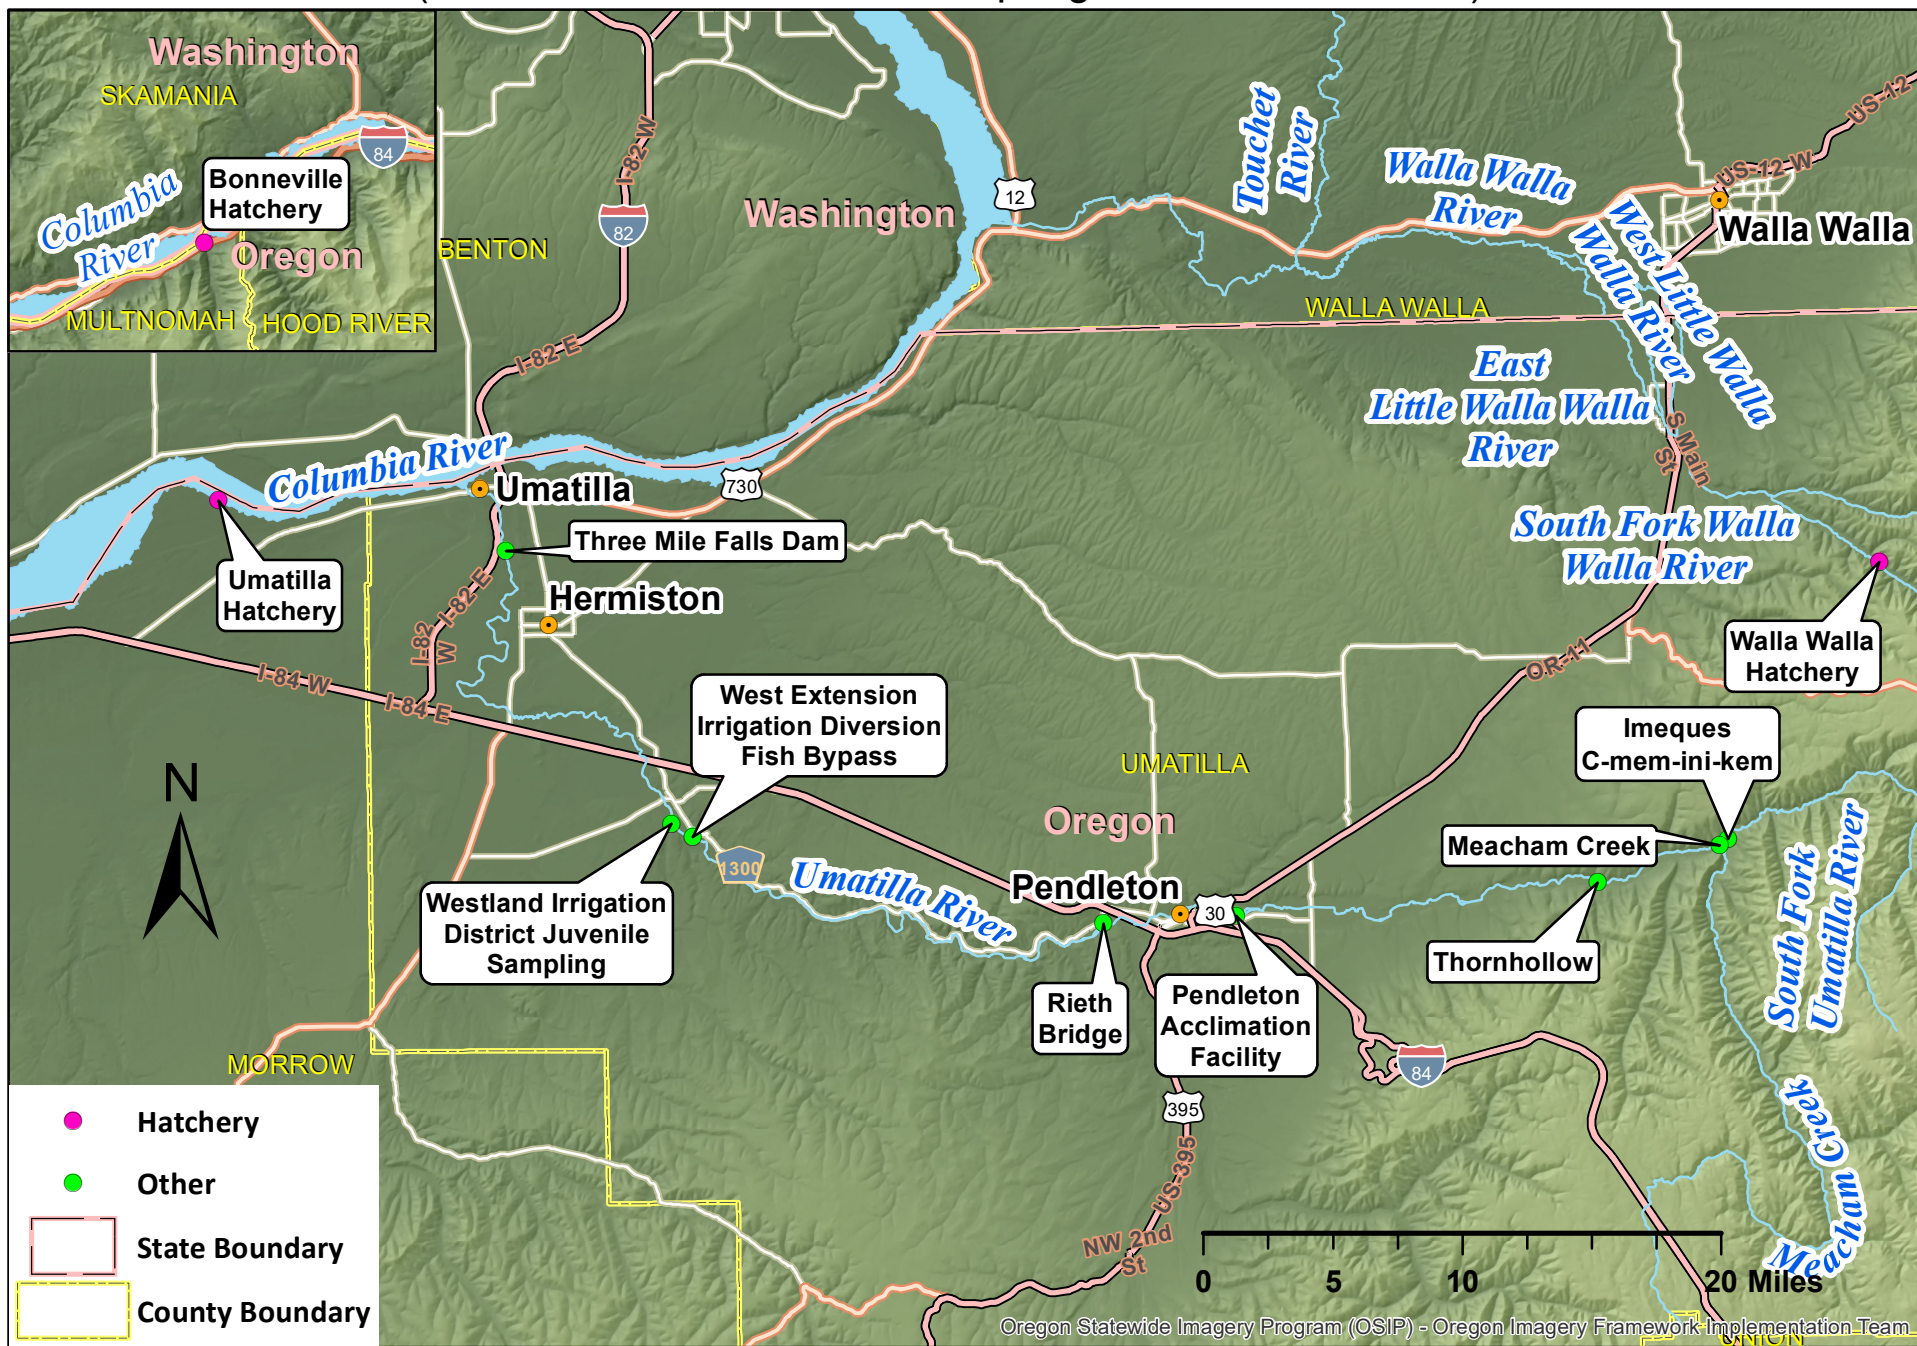 Washington
SKAMANIA
84
Bonneville
Hatchery
Columbia
River
Oregon
MULTNOMAH
HOOD RIVER
I-82 W
82
BENTON
Washington
12
Touchet
River
Walla Walla
River
US-12
US-12 W
Walla Walla
West Little Walla
Walla River
WALLA WALLA
I-82 E
East
Little Walla Walla
River
S Main
St
Columbia River
Umatilla
730
Three Mile Falls Dam
South Fork Walla
Walla River
Umatilla
Hatchery
I-82 E
Hermiston
I-82
W
Walla Walla
Hatchery
OR-11
I-84 W
I-84 E
West Extension
Irrigation Diversion
Fish Bypass
Imeques
C-mem-ini-kem
UMATILLA
N
Oregon
Meacham Creek
South Fork
Umatilla River
1300
Umatilla River
Pendleton
30
Westland Irrigation
District Juvenile
Sampling
Thornhollow
Rieth
Bridge
Pendleton
Acclimation
Facility
MORROW
84
395
US-395
Meacham Creek
NW 2nd
St
Hatchery
Other
State Boundary
County Boundary
0 5 10 20 Miles
Oregon Statewide Imagery Program (OSIP) - Oregon Imagery Framework Implementation Team
UNION